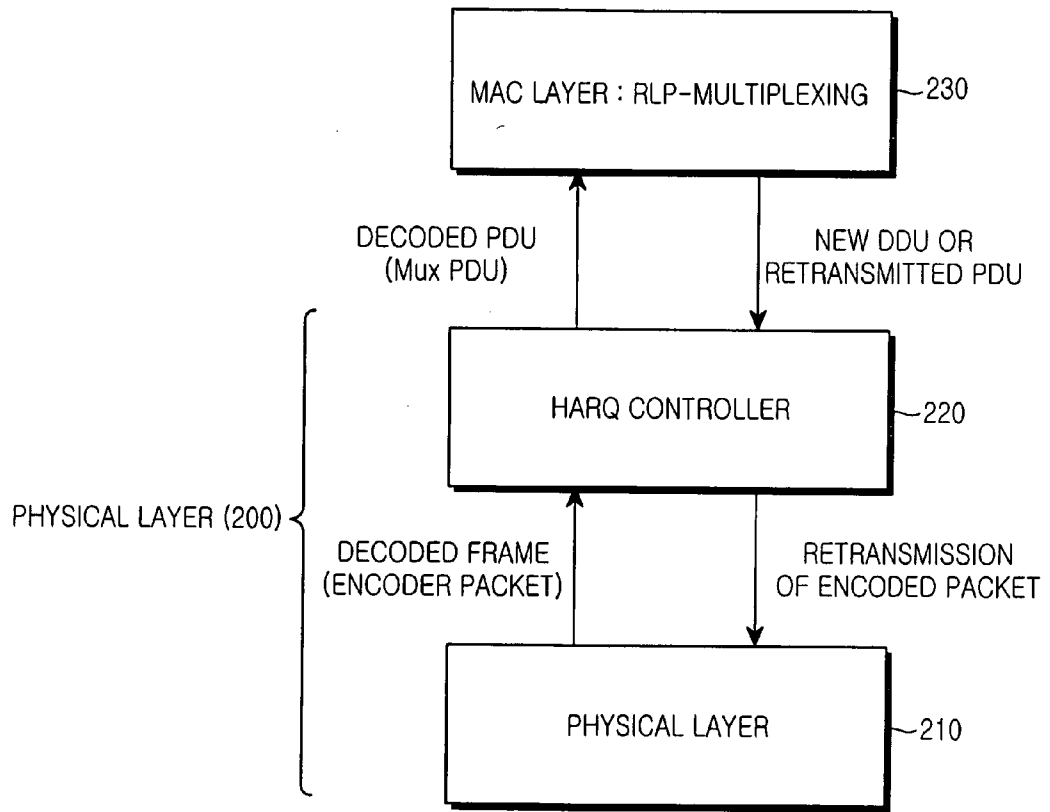 MAC LAYER : RLP-MULTIPLEXING
230
DECODED PDU
(Mux PDU)
NEW DDU OR
RETRANSMITTED PDU
HARQ CONTROLLER
220
PHYSICAL LAYER (200)
DECODED FRAME
(ENCODER PACKET)
RETRANSMISSION
OF ENCODED PACKET
PHYSICAL LAYER
210